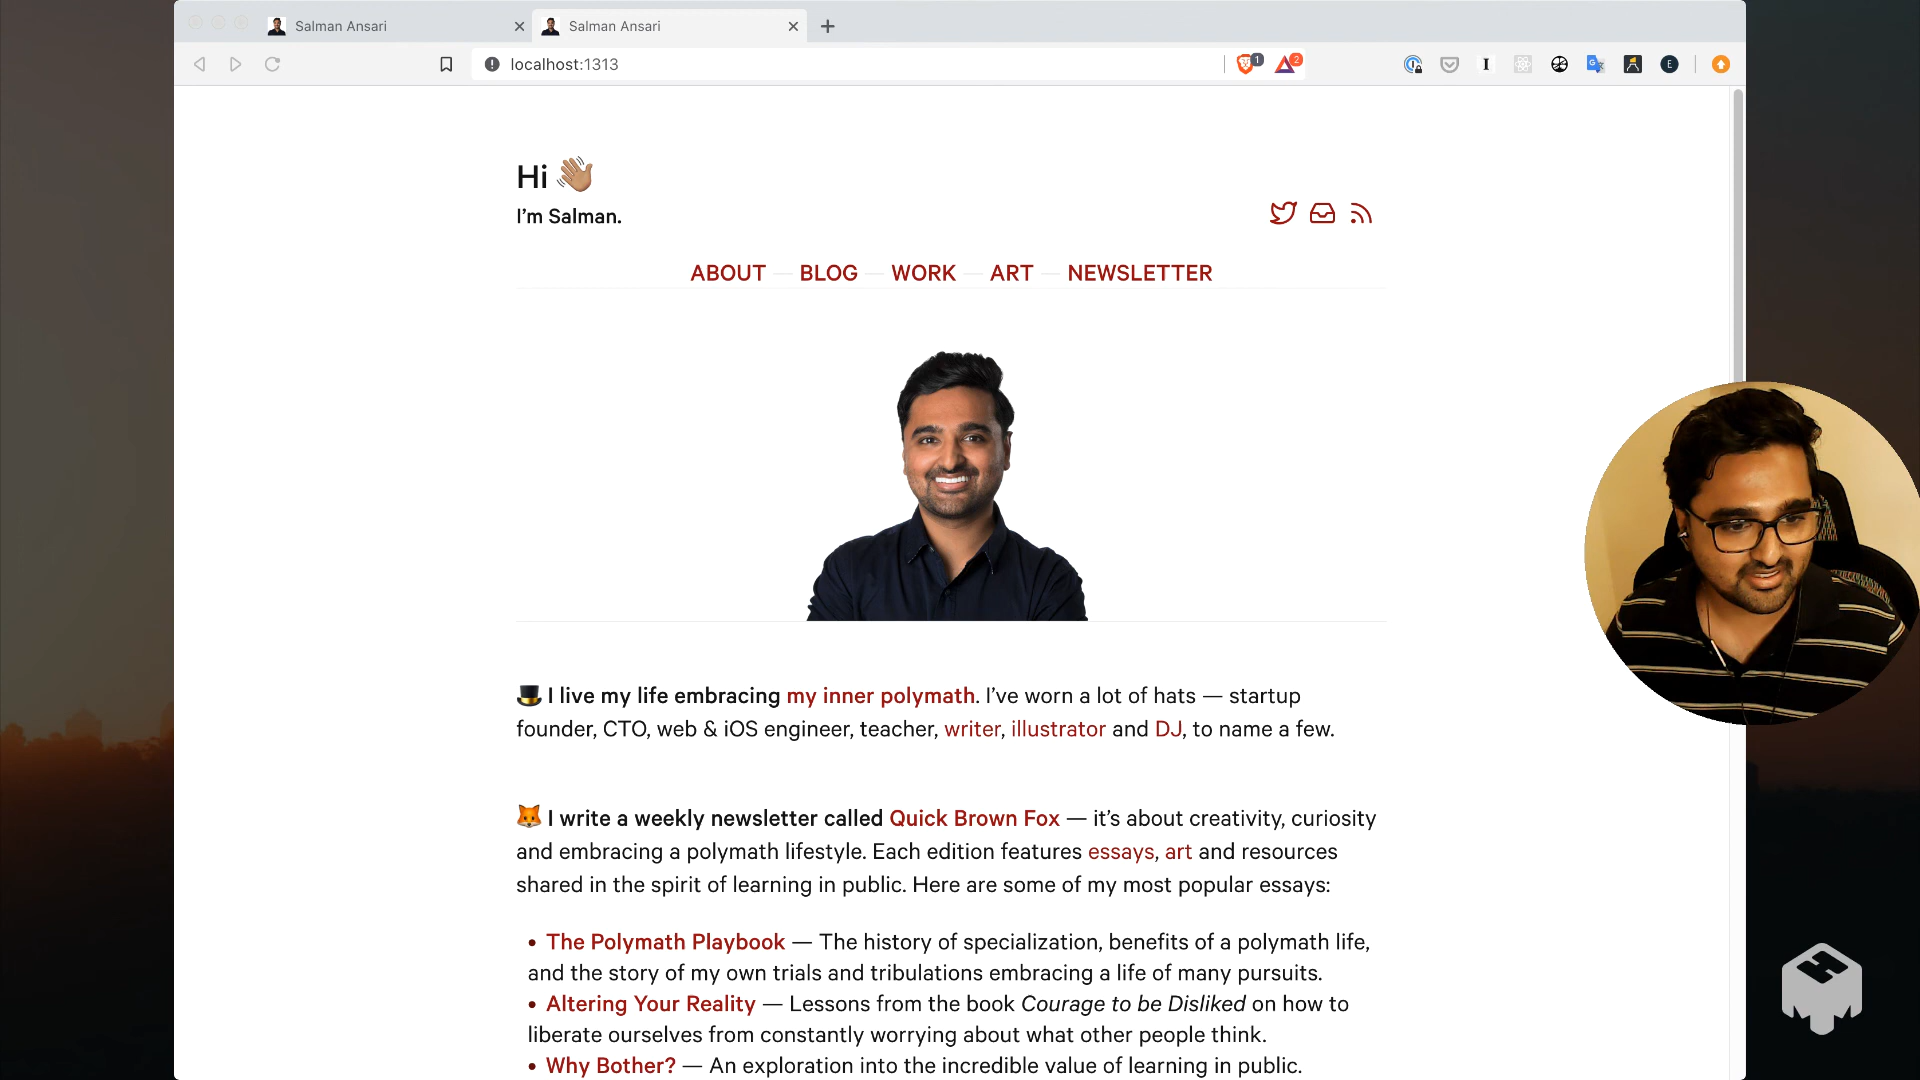 Salman Ansari
Salman Ansari
localhost:1313
1
2
I
E
Hi 👋🏽
I’m Salman.
ABOUT — BLOG — WORK — ART — NEWSLETTER
🎩 I live my life embracing my inner polymath. I’ve worn a lot of hats — startup
founder, CTO, web & iOS engineer, teacher, writer, illustrator and DJ, to name a few.
🦊 I write a weekly newsletter called Quick Brown Fox — it’s about creativity, curiosity
and embracing a polymath lifestyle. Each edition features essays, art and resources
shared in the spirit of learning in public. Here are some of my most popular essays:
• The Polymath Playbook — The history of specialization, benefits of a polymath life,
and the story of my own trials and tribulations embracing a life of many pursuits.
• Altering Your Reality — Lessons from the book Courage to be Disliked on how to
liberate ourselves from constantly worrying about what other people think.
• Why Bother? — An exploration into the incredible value of learning in public.